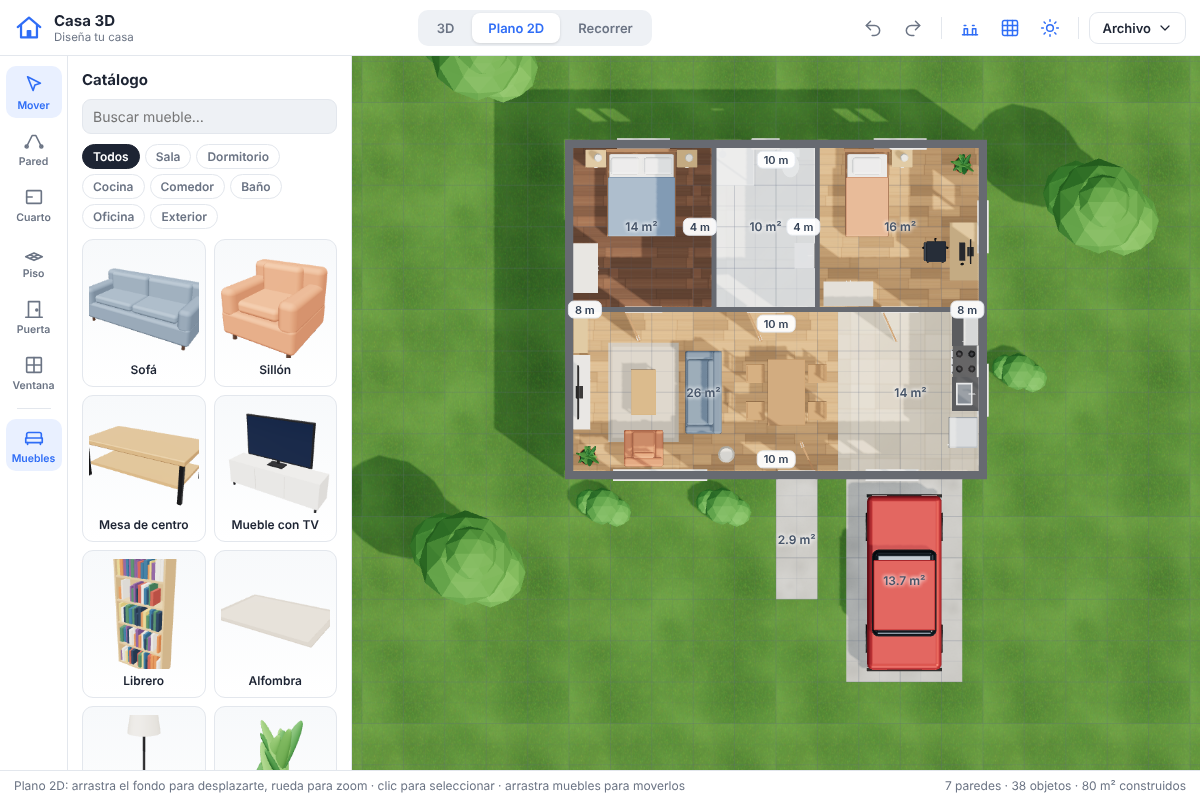 Casa 3D
Diseña tu casa
3D
Plano 2D
Recorrer
Archivo
Mover
Pared
Cuarto
Piso
Puerta
Ventana
Muebles
Catálogo
Buscar mueble...
Todos
Sala
Dormitorio
Cocina
Comedor
Baño
Oficina
Exterior
Sofá
Sillón
Mesa de centro
Mueble con TV
Librero
Alfombra
10 m
14 m²
4 m
10 m²
4 m
16 m²
8 m
10 m
8 m
26 m²
14 m²
10 m
2.9 m²
13.7 m²
Plano 2D: arrastra el fondo para desplazarte, rueda para zoom · clic para seleccionar · arrastra muebles para moverlos
7 paredes · 38 objetos · 80 m² construidos